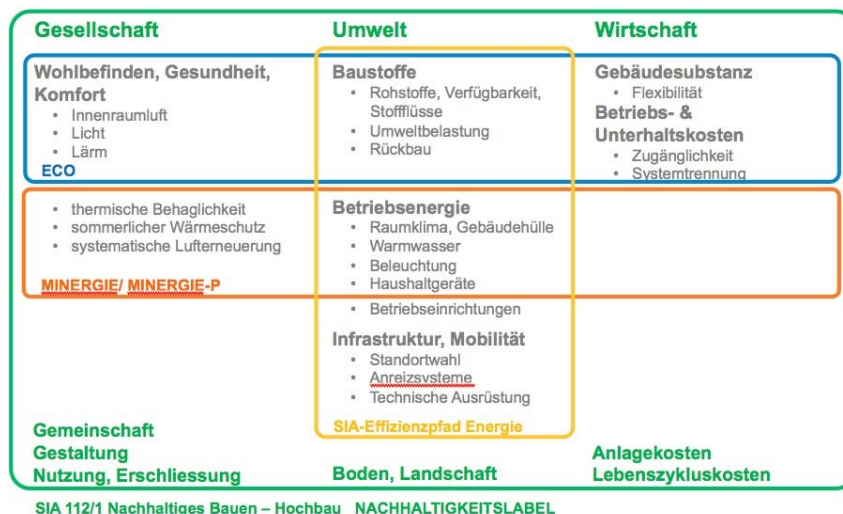 Gesellschaft
Umwelt
Wirtschaft
Wohlbefinden, Gesundheit,
Komfort
• Innenraumluft
• Licht
• Lärm
ECO
Baustoffe
• Rohstoffe, Verfügbarkeit,
Stoffflüsse
• Umweltbelastung
• Rückbau
Gebäudesubstanz
• Flexibilität
Betriebs- &
Unterhaltskosten
• Zugänglichkeit
• Systemtrennung
• thermische Behaglichkeit
• sommerlicher Wärmeschutz
• systematische Lufterneuerung
MINERGIE/ MINERGIE-P
Betriebsenergie
• Raumklima, Gebäudehülle
• Warmwasser
• Beleuchtung
• Haushaltgeräte
• Betriebseinrichtungen
Infrastruktur, Mobilität
• Standortwahl
• Anreizsysteme
• Technische Ausrüstung
SIA-Effizienzpfad Energie
Gemeinschaft
Gestaltung
Nutzung, Erschliessung
Boden, Landschaft
Anlagekosten
Lebenszykluskosten
SIA 112/1 Nachhaltiges Bauen – Hochbau NACHHALTIGKEITSLABEL